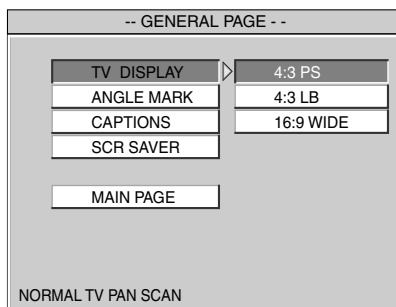 -- GENERAL PAGE - -
TV DISPLAY 4:3 PS
ANGLE MARK 4:3 LB
CAPTIONS 16:9 WIDE
SCR SAVER
MAIN PAGE
NORMAL TV PAN SCAN